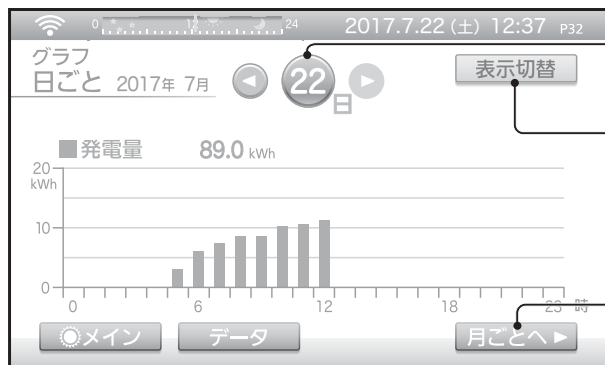 0 12 24 2017.7.22 (土) 12:37 P32
グラフ
日ごと 2017年 7月 22 日 表示切替
発電量 89.0 kWh
20
kWh
10
0
0 6 12 18 23 時
メイン データ 月ごとへ